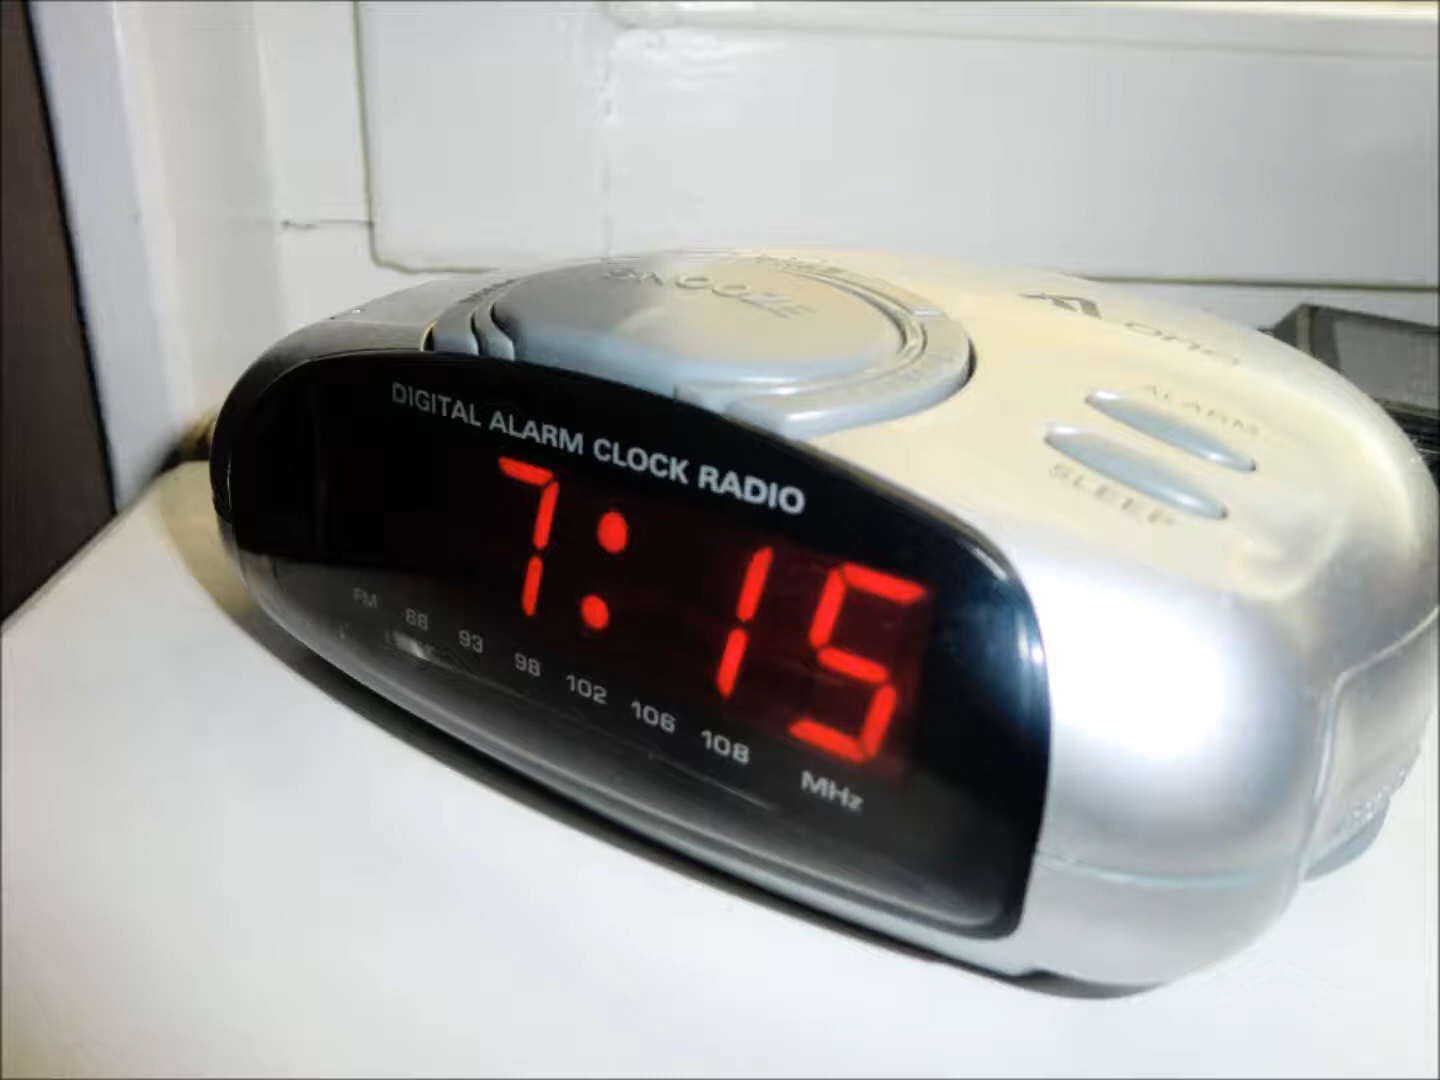 SNOOZE
ALARM
SLEEP
DIGITAL ALARM CLOCK RADIO
7:15
FM 88 93 98 102 106 108 MHz